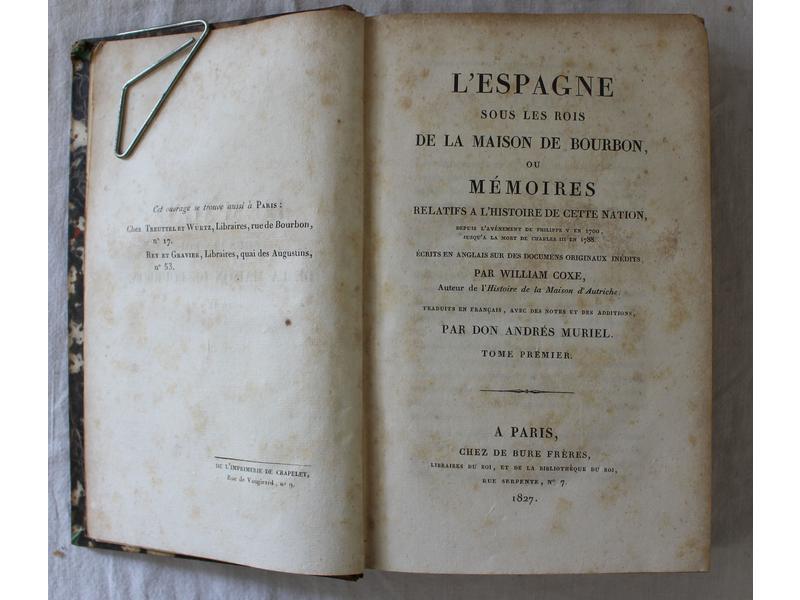 Cet ouvrage se trouve aussi à PARIS :
Chez TREUTTEL ET WURTZ, Libraires, rue de Bourbon,
nº 17.
REY ET GRAVIER, Libraires, quai des Augustins,
nº 55.
DE L'IMPRIMERIE DE CRAPELET,
Rue de Vaugirard, nº 9.
L'ESPAGNE
SOUS LES ROIS
DE LA MAISON DE BOURBON,
OU
MÉMOIRES
RELATIFS A L'HISTOIRE DE CETTE NATION,
DEPUIS L'AVÉNEMENT DE PHILIPPE V EN 1700,
JUSQU'A LA MORT DE CHARLES III EN 1788.
ÉCRITS EN ANGLAIS SUR DES DOCUMENS ORIGINAUX INÉDITS,
PAR WILLIAM COXE,
Auteur de l'Histoire de la Maison d'Autriche;
TRADUITS EN FRANÇAIS, AVEC DES NOTES ET DES ADDITIONS,
PAR DON ANDRÉS MURIEL.
TOME PREMIER.
A PARIS,
CHEZ DE BURE FRÈRES,
LIBRAIRES DU ROI, ET DE LA BIBLIOTHÈQUE DU ROI,
RUE SERPENTE, Nº 7.
1827.